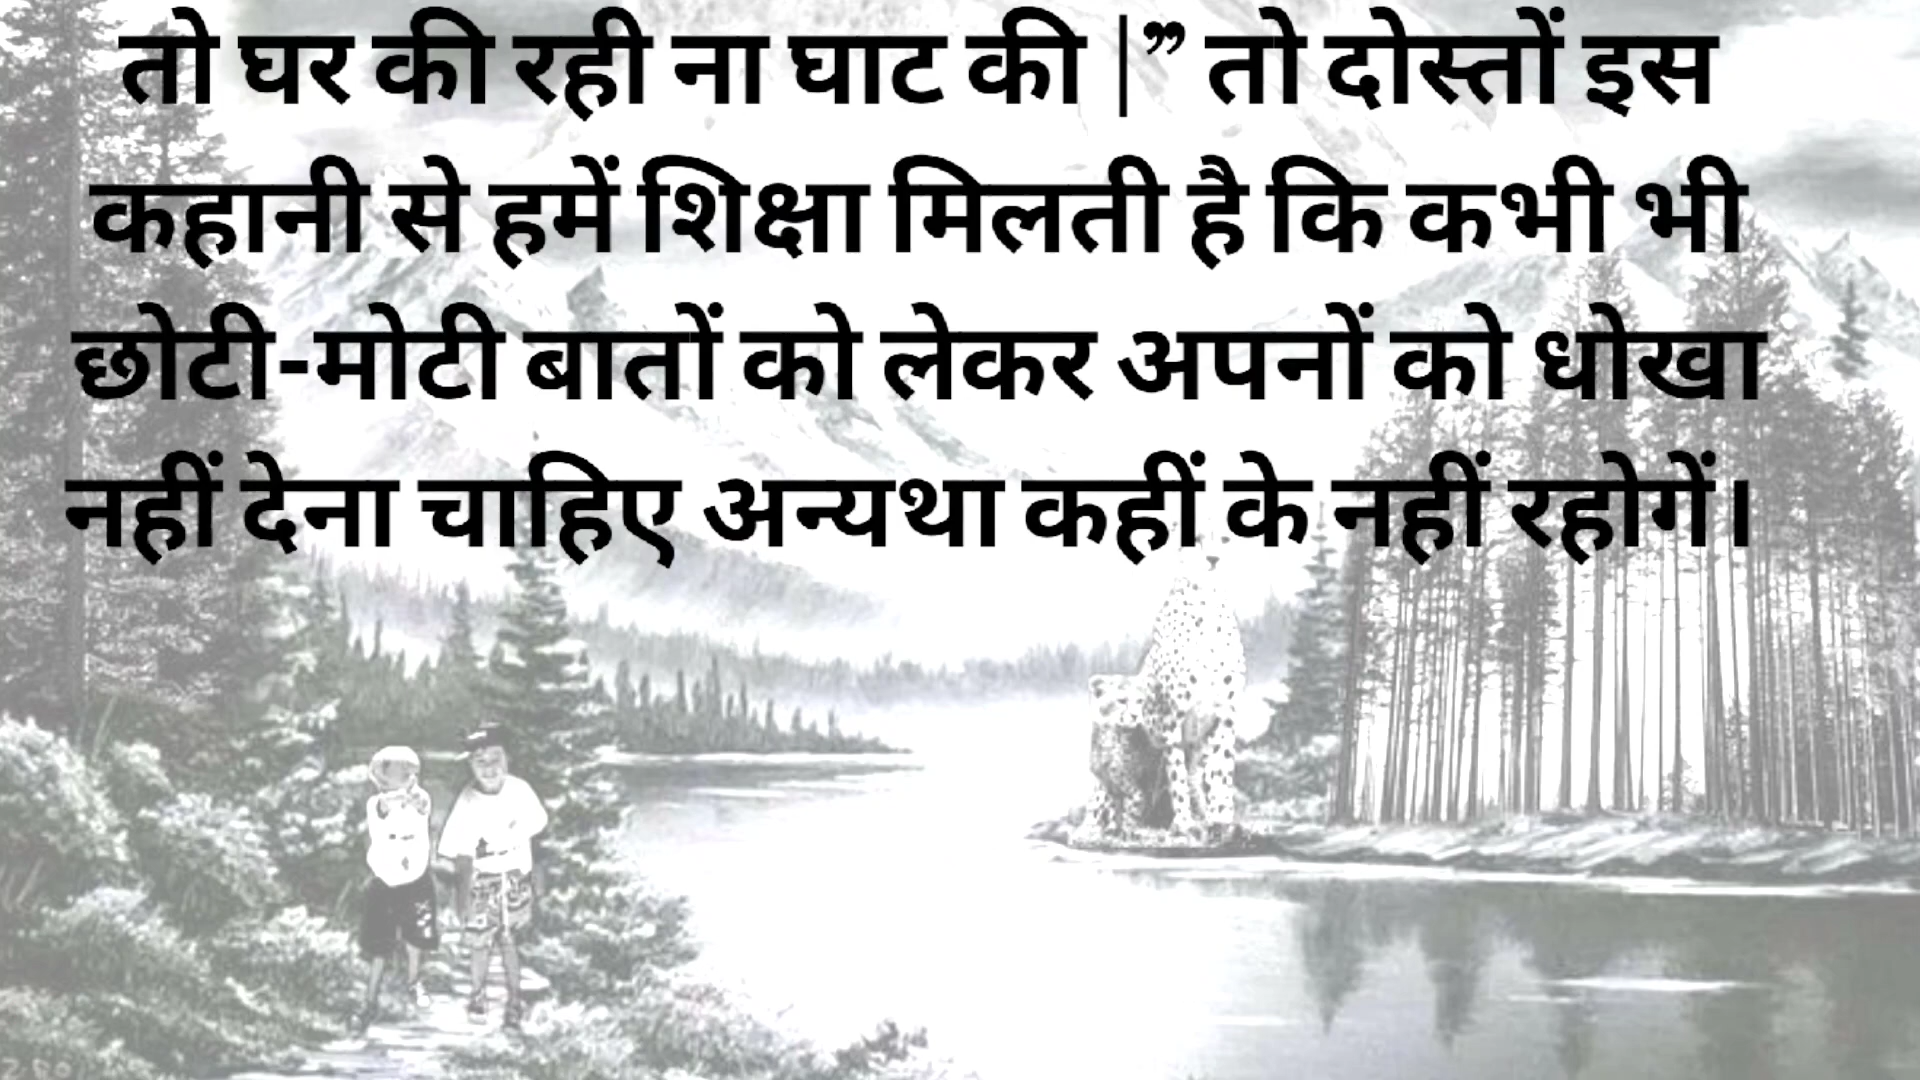 तो घर की रही ना घाट की |” तो दोस्तों इस
कहानी से हमें शिक्षा मिलती है कि कभी भी
छोटी-मोटी बातों को लेकर अपनों को धोखा
नहीं देना चाहिए अन्यथा कहीं के नहीं रहोगें।